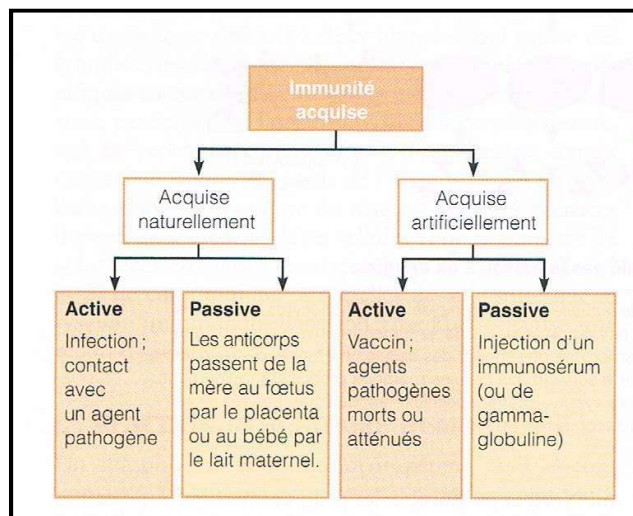 Immunité
acquise
Acquise
naturellement
Acquise
artificiellement
Active
Infection ;
contact
avec
un agent
pathogène
Passive
Les anticorps
passent de la
mère au fœtus
par le placenta
ou au bébé par
le lait maternel.
Active
Vaccin ;
agents
pathogènes
morts ou
atténués
Passive
Injection d'un
immunosérum
(ou de
gamma-
globuline)